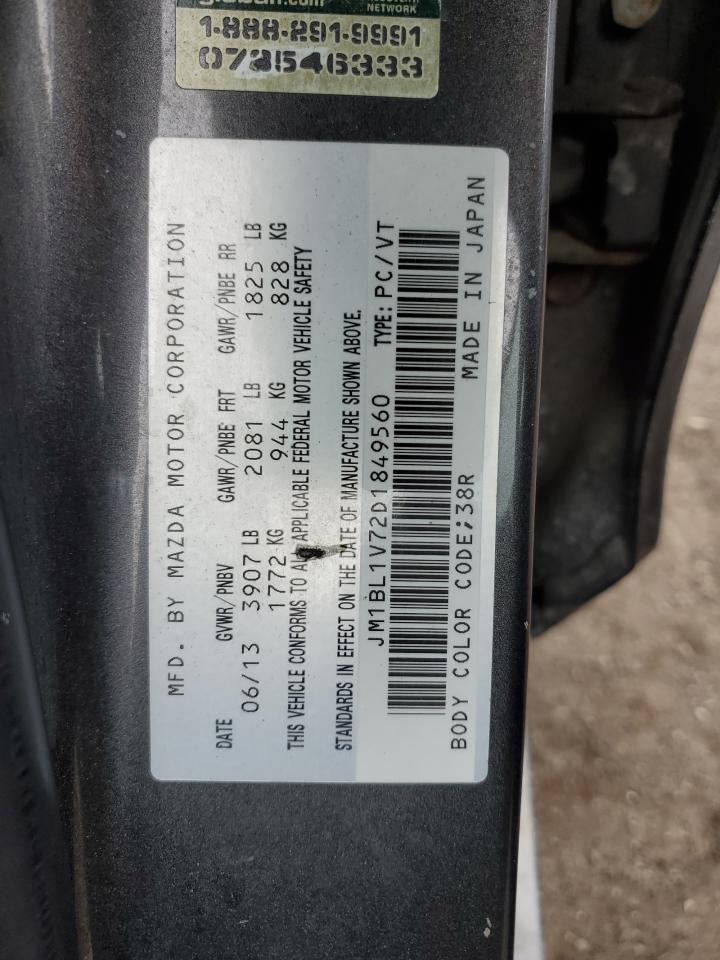 global.com
NETWORK
1-888-291-9991
073546333
MFD. BY MAZDA MOTOR CORPORATION
DATE GVWR/PNBV GAWR/PNBE FRT GAWR/PNBE RR
06/13 3907 LB 2081 LB 1825 LB
1772 KG 944 KG 828 KG
THIS VEHICLE CONFORMS TO ALL APPLICABLE FEDERAL MOTOR VEHICLE SAFETY
STANDARDS IN EFFECT ON THE DATE OF MANUFACTURE SHOWN ABOVE.
JM1BL1V72D1849560 TYPE: PC/VT
BODY COLOR CODE;38R MADE IN JAPAN